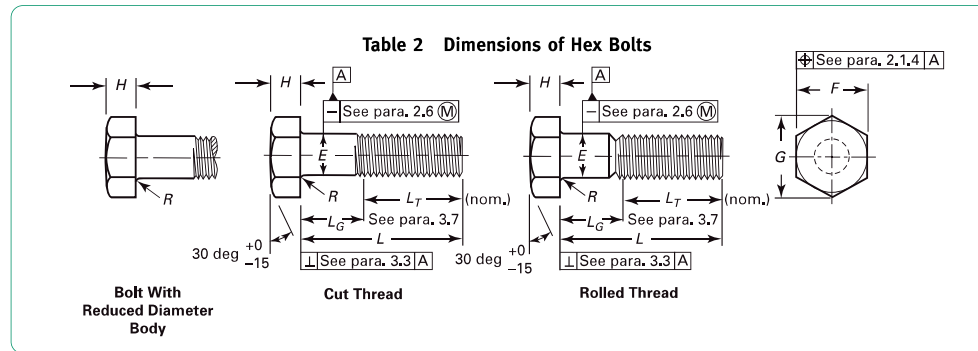 Table 2 Dimensions of Hex Bolts
H
R
Bolt With
Reduced Diameter
Body
H
A
– See para. 2.6 Ⓜ
E
R
L_T (nom.)
L_G See para. 3.7
L
30 deg +0
–15
⊥ See para. 3.3 A
Cut Thread
H
A
– See para. 2.6 Ⓜ
E
R
L_T (nom.)
L_G See para. 3.7
L
30 deg +0
–15
⊥ See para. 3.3 A
Rolled Thread
⌖ See para. 2.1.4 A
F
G